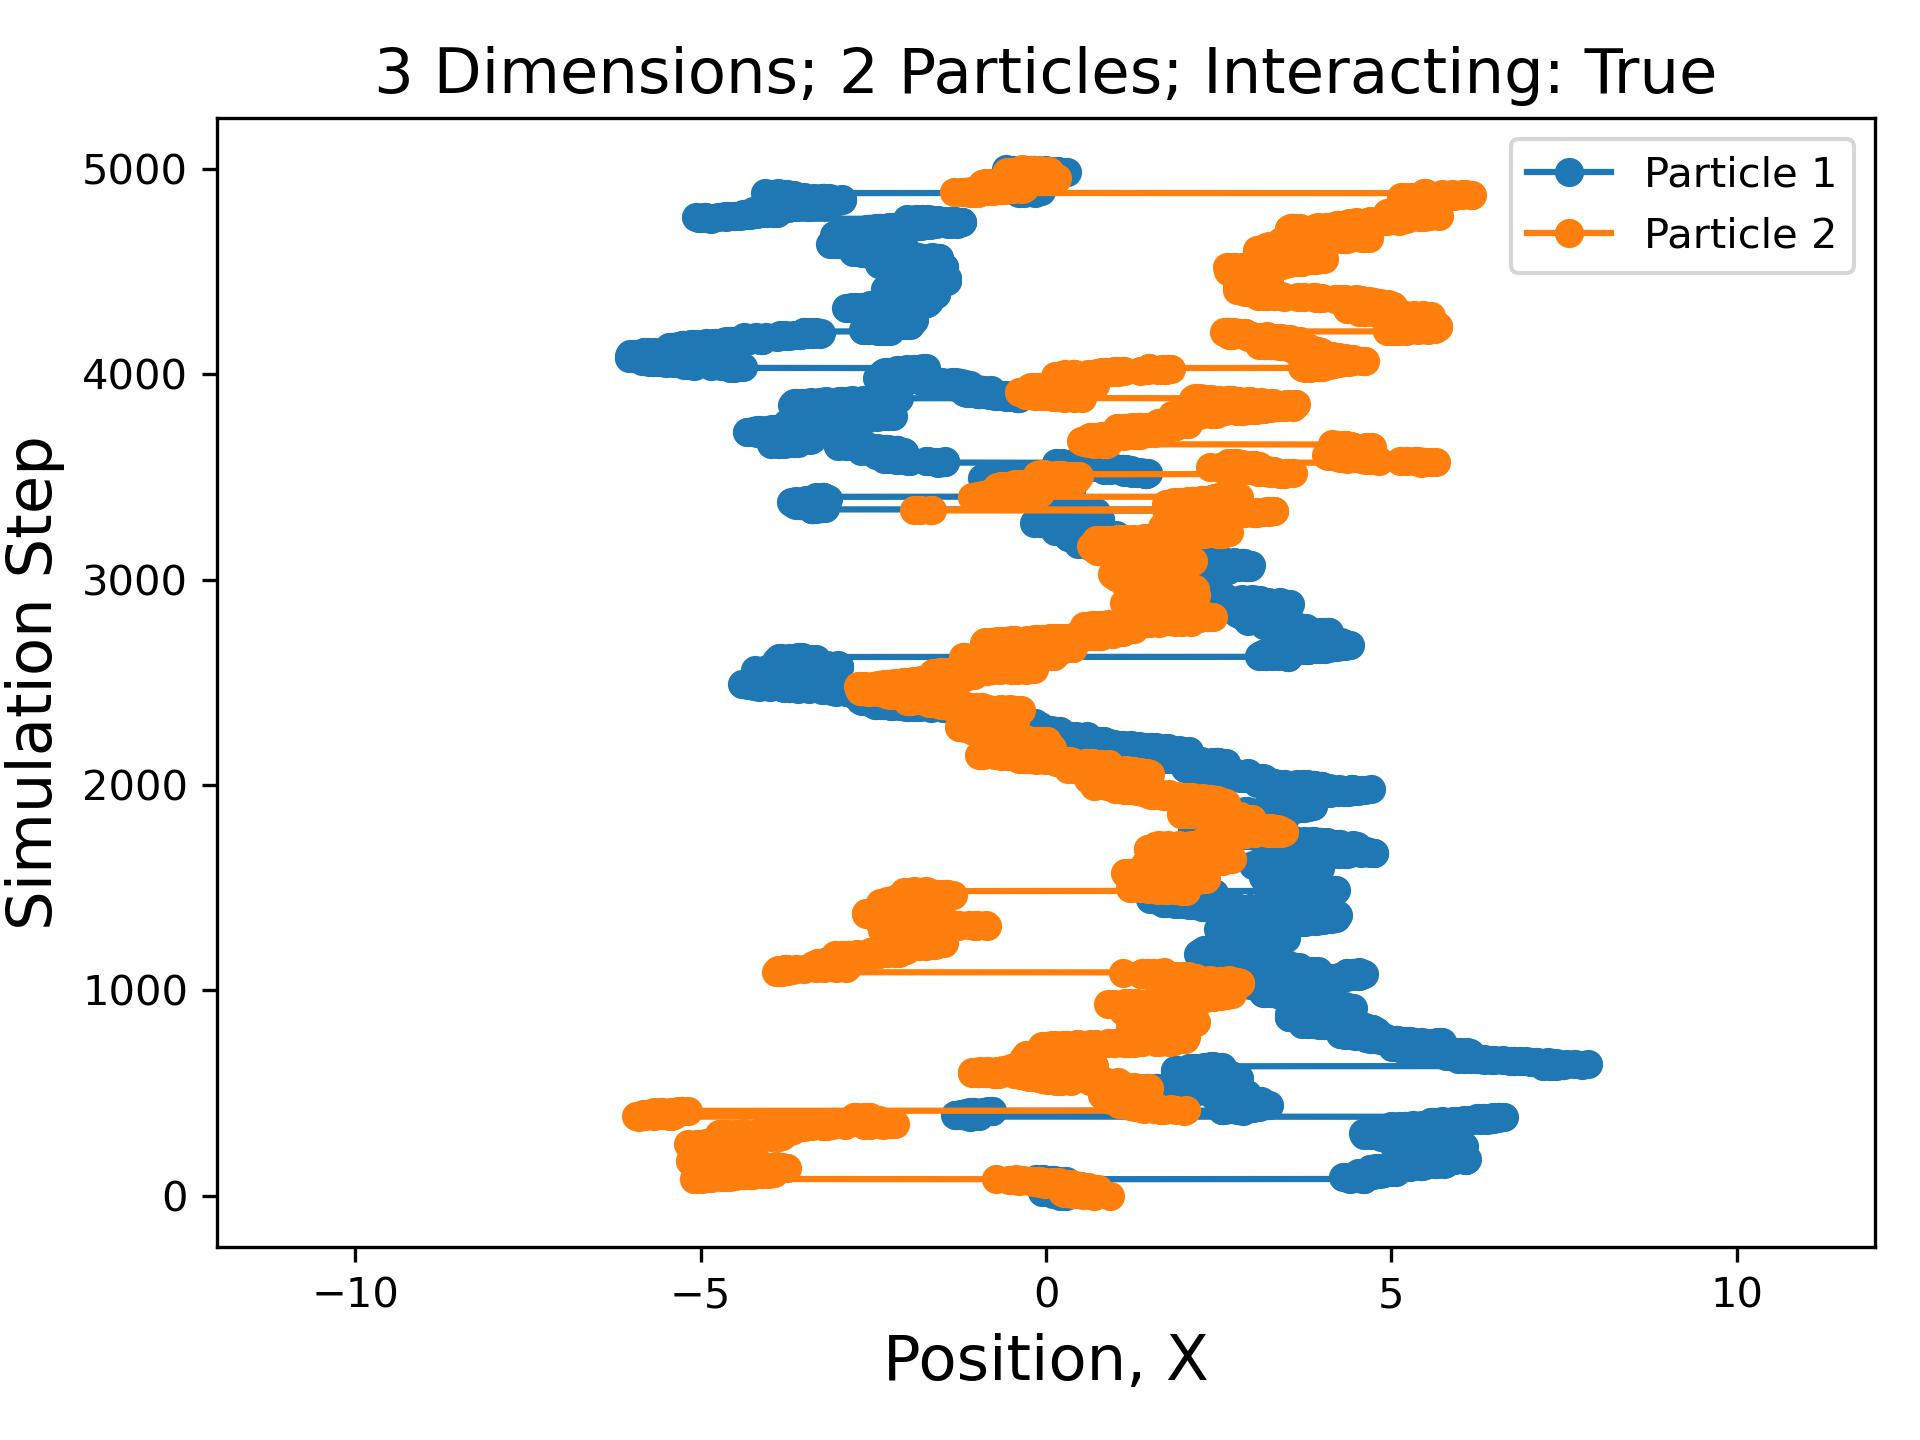 3 Dimensions; 2 Particles; Interacting: True
Particle 1
Particle 2
5000
4000
3000
2000
1000
0
Simulation Step
−10
−5
0
5
10
Position, X